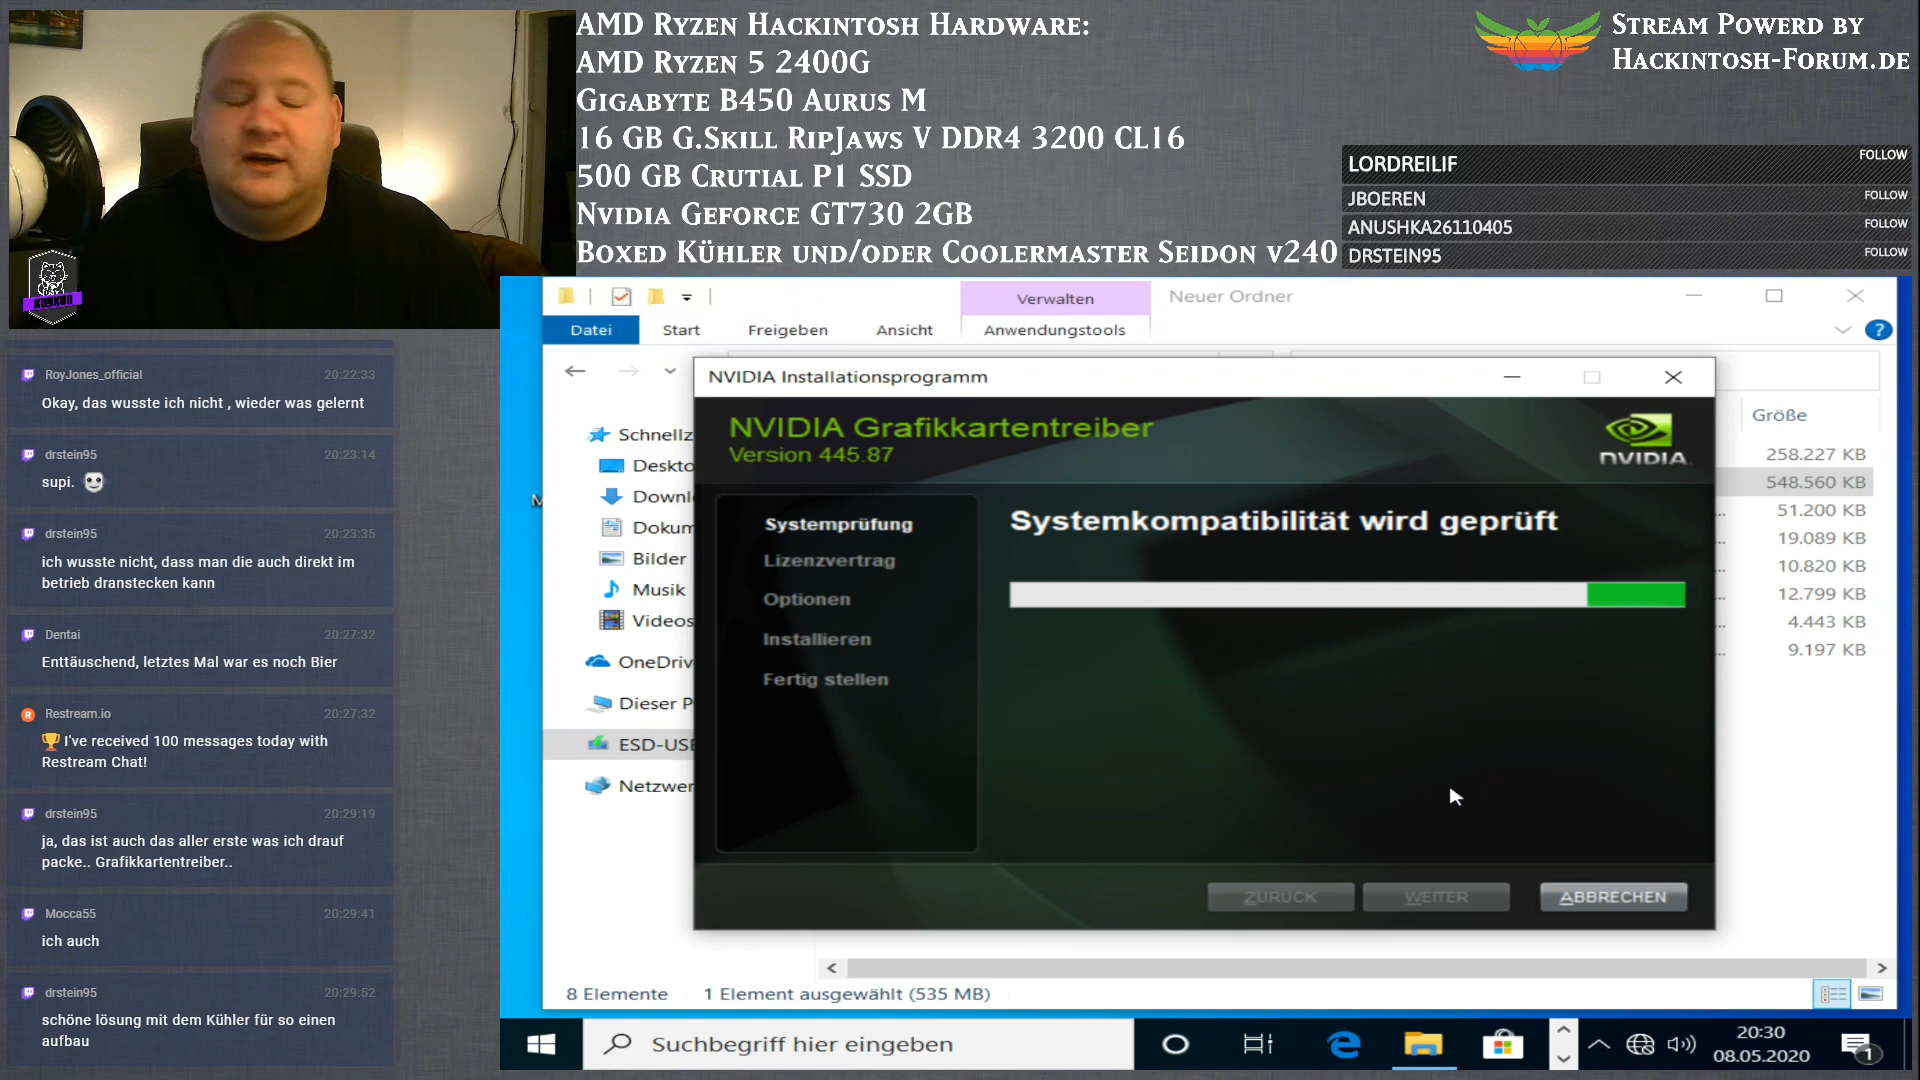 AMD Ryzen Hackintosh Hardware:
AMD Ryzen 5 2400G
Gigabyte B450 Aurus M
16 GB G.Skill RipJaws V DDR4 3200 CL16
500 GB Crutial P1 SSD
Nvidia Geforce GT730 2GB
Boxed Kühler und/oder Coolermaster Seidon v240
Stream Powerd by
Hackintosh-Forum.de
LORDREILIF FOLLOW
JBOEREN FOLLOW
ANUSHKA26110405 FOLLOW
DRSTEIN95 FOLLOW
RoyJones_official 20:22:33
Okay, das wusste ich nicht , wieder was gelernt
drstein95 20:23:14
supi.
drstein95 20:23:35
ich wusste nicht, dass man die auch direkt im
betrieb dranstecken kann
Dentai 20:27:32
Enttäuschend, letztes Mal war es noch Bier
R Restream.io 20:27:32
I've received 100 messages today with
Restream Chat!
drstein95 20:29:19
ja, das ist auch das aller erste was ich drauf
packe.. Grafikkartentreiber..
Mocca55 20:29:41
ich auch
drstein95 20:29:52
schöne lösung mit dem Kühler für so einen
aufbau
Verwalten Neuer Ordner
Datei Start Freigeben Ansicht Anwendungstools ?
Größe
Schnellz
Deskto
Downl
Dokum
Bilder
Musik
Videos
OneDriv
Dieser P
ESD-USE
Netzwer
258.227 KB
548.560 KB
51.200 KB
19.089 KB
10.820 KB
12.799 KB
4.443 KB
9.197 KB
NVIDIA Installationsprogramm
NVIDIA Grafikkartentreiber
Version 445.87
NVIDIA
Systemprüfung
Lizenzvertrag
Optionen
Installieren
Fertig stellen
Systemkompatibilität wird geprüft
ZURÜCK WEITER ABBRECHEN
8 Elemente 1 Element ausgewählt (535 MB)
Suchbegriff hier eingeben
20:30
08.05.2020
1